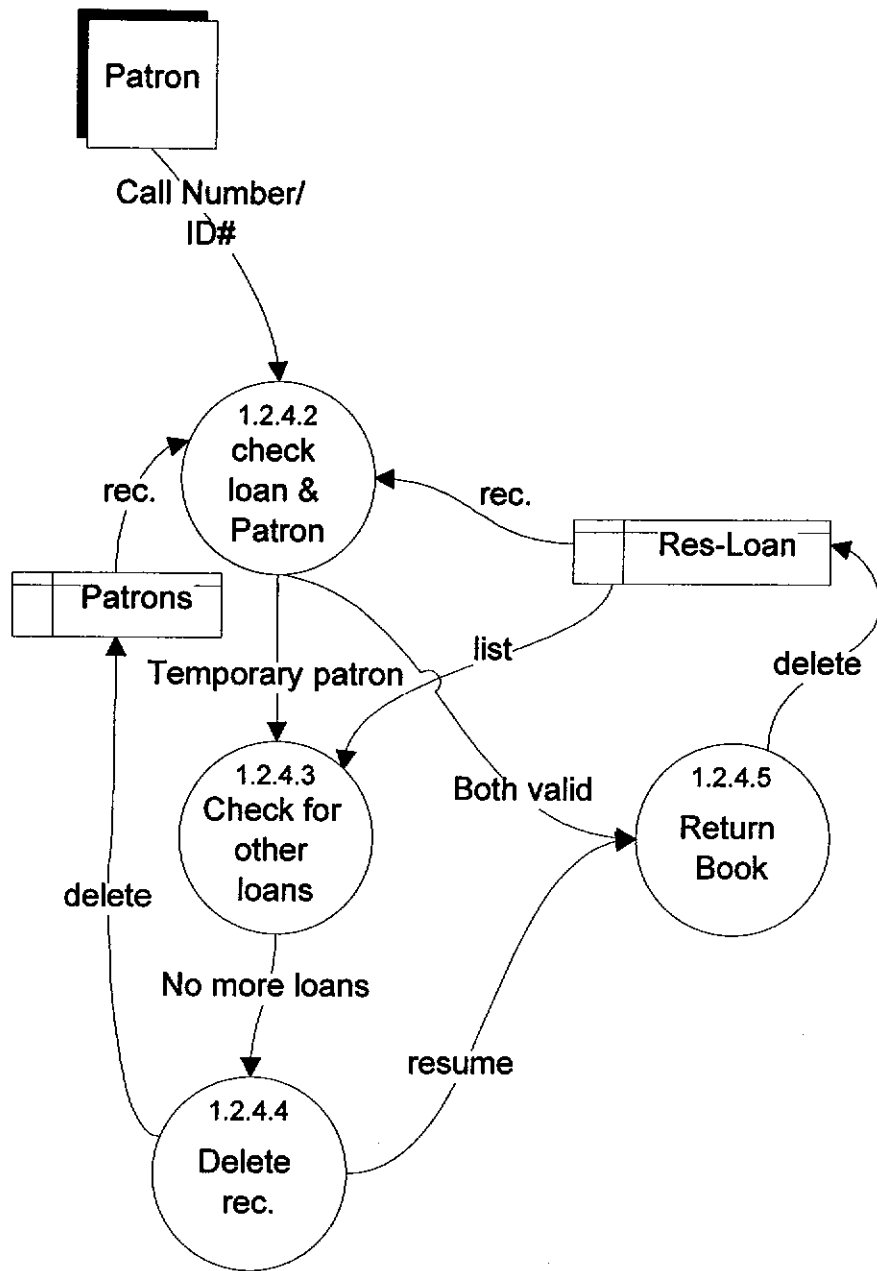 Patron
Call Number/
ID#
1.2.4.2
check
loan &
Patron
rec.
rec.
Res-Loan
Patrons
list
Temporary patron
delete
1.2.4.3
Check for
other
loans
Both valid
1.2.4.5
Return
Book
delete
No more loans
resume
1.2.4.4
Delete
rec.